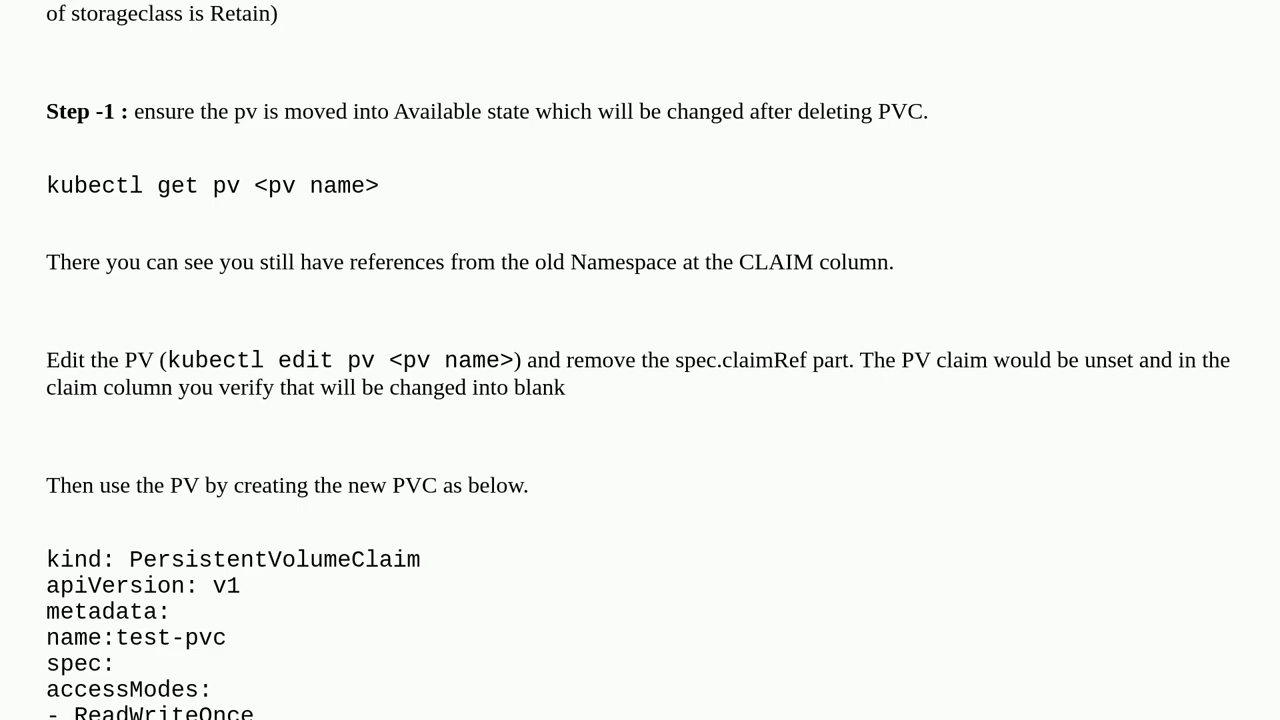 of storageclass is Retain)
Step -1 : ensure the pv is moved into Available state which will be changed after deleting PVC.
kubectl get pv <pv name>
There you can see you still have references from the old Namespace at the CLAIM column.
Edit the PV (kubectl edit pv <pv name>) and remove the spec.claimRef part. The PV claim would be unset and in the
claim column you verify that will be changed into blank
Then use the PV by creating the new PVC as below.
kind: PersistentVolumeClaim
apiVersion: v1
metadata:
name:test-pvc
spec:
accessModes:
- ReadWriteOnce